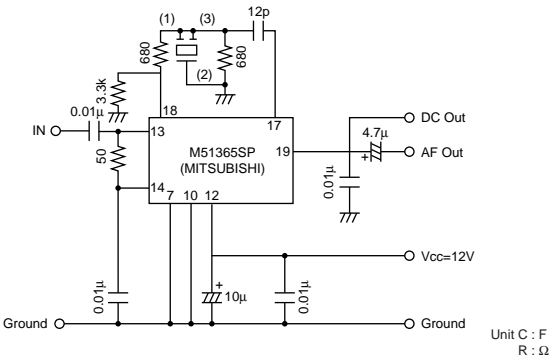 (1) (3) 12p
680
(2)
680
3.3k
0.01μ
18
17
IN
13
M51365SP
(MITSUBISHI)
19
DC Out
4.7μ
+
AF Out
50
14
7 10 12
0.01μ
Vcc=12V
0.01μ
+
10μ
0.01μ
Ground
Ground
Unit C : F
R : Ω